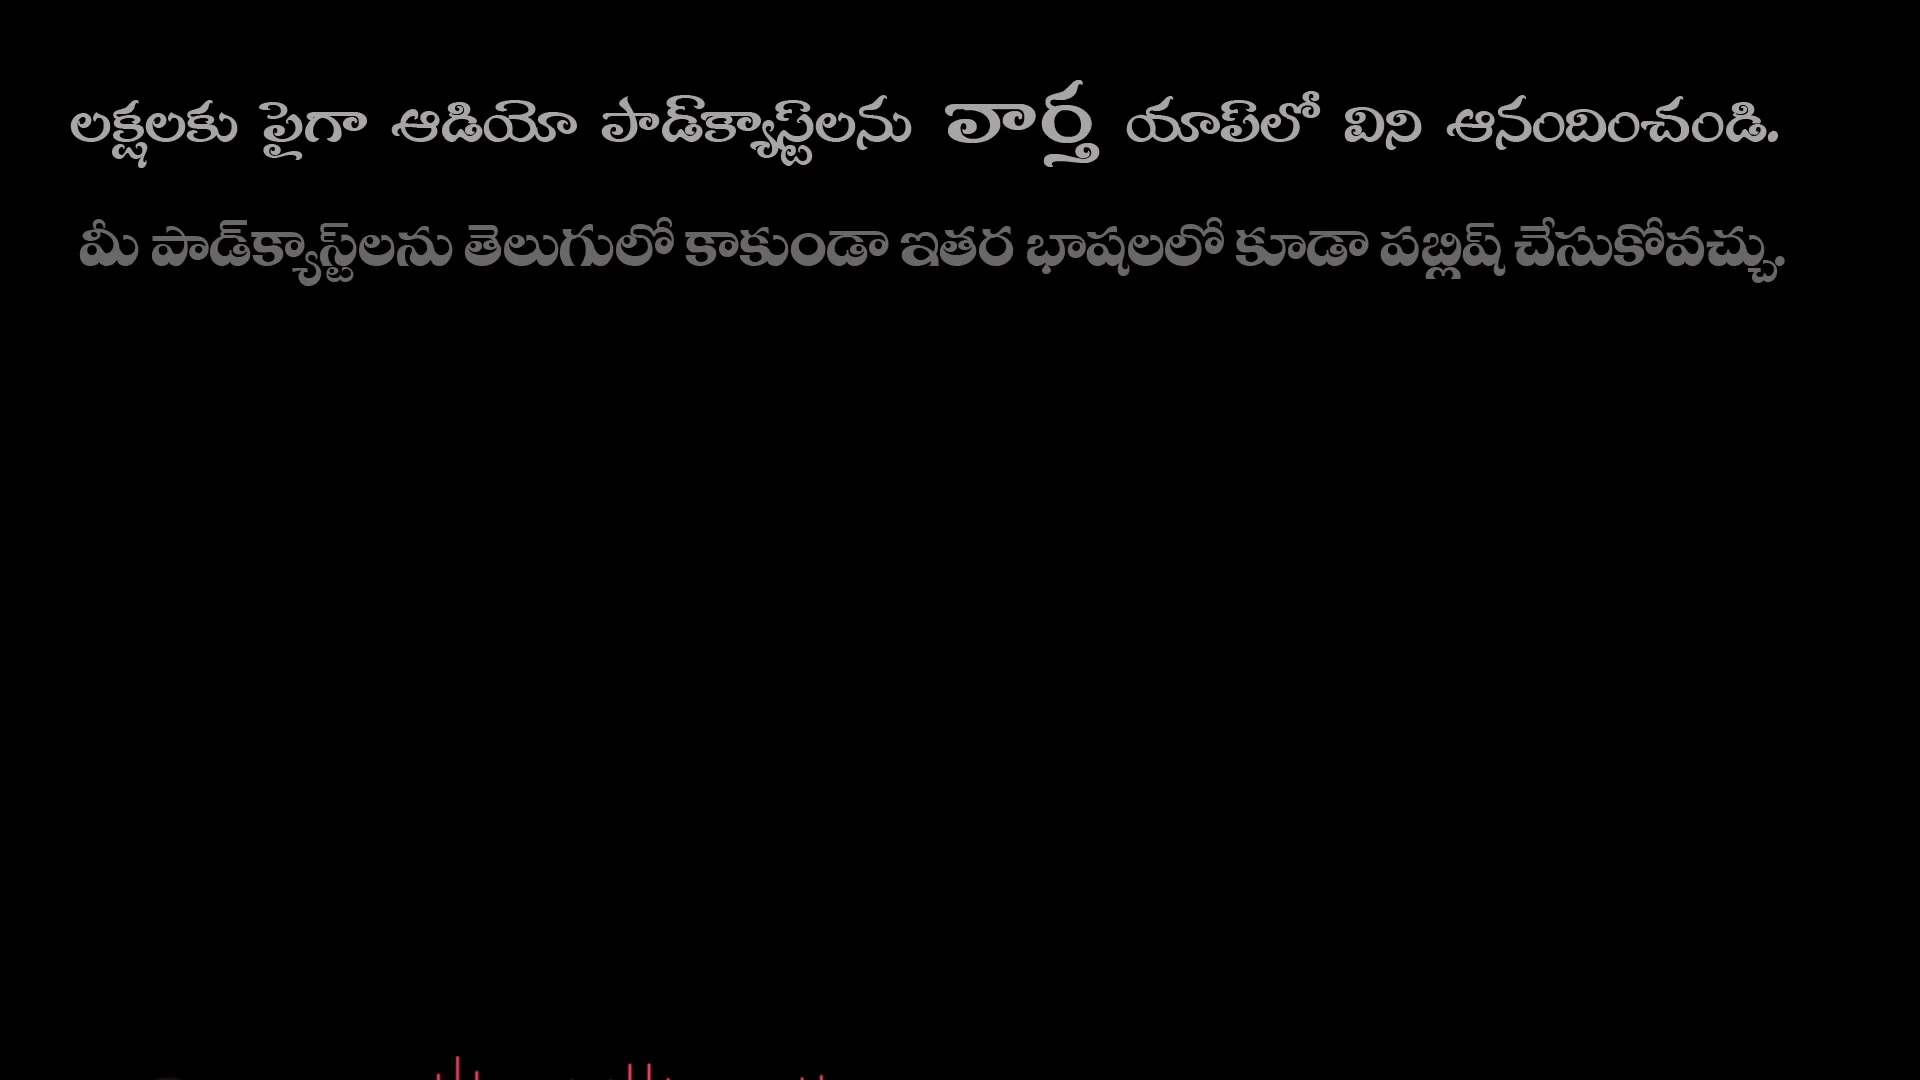 లక్షలకు పైగా ఆడియో పాడ్‌క్యాస్ట్‌లను వార్త యాప్‌లో విని ఆనందించండి.
మీ పాడ్‌క్యాస్ట్‌లను తెలుగులో కాకుండా ఇతర భాషలలో కూడా పబ్లిష్ చేసుకోవచ్చు.